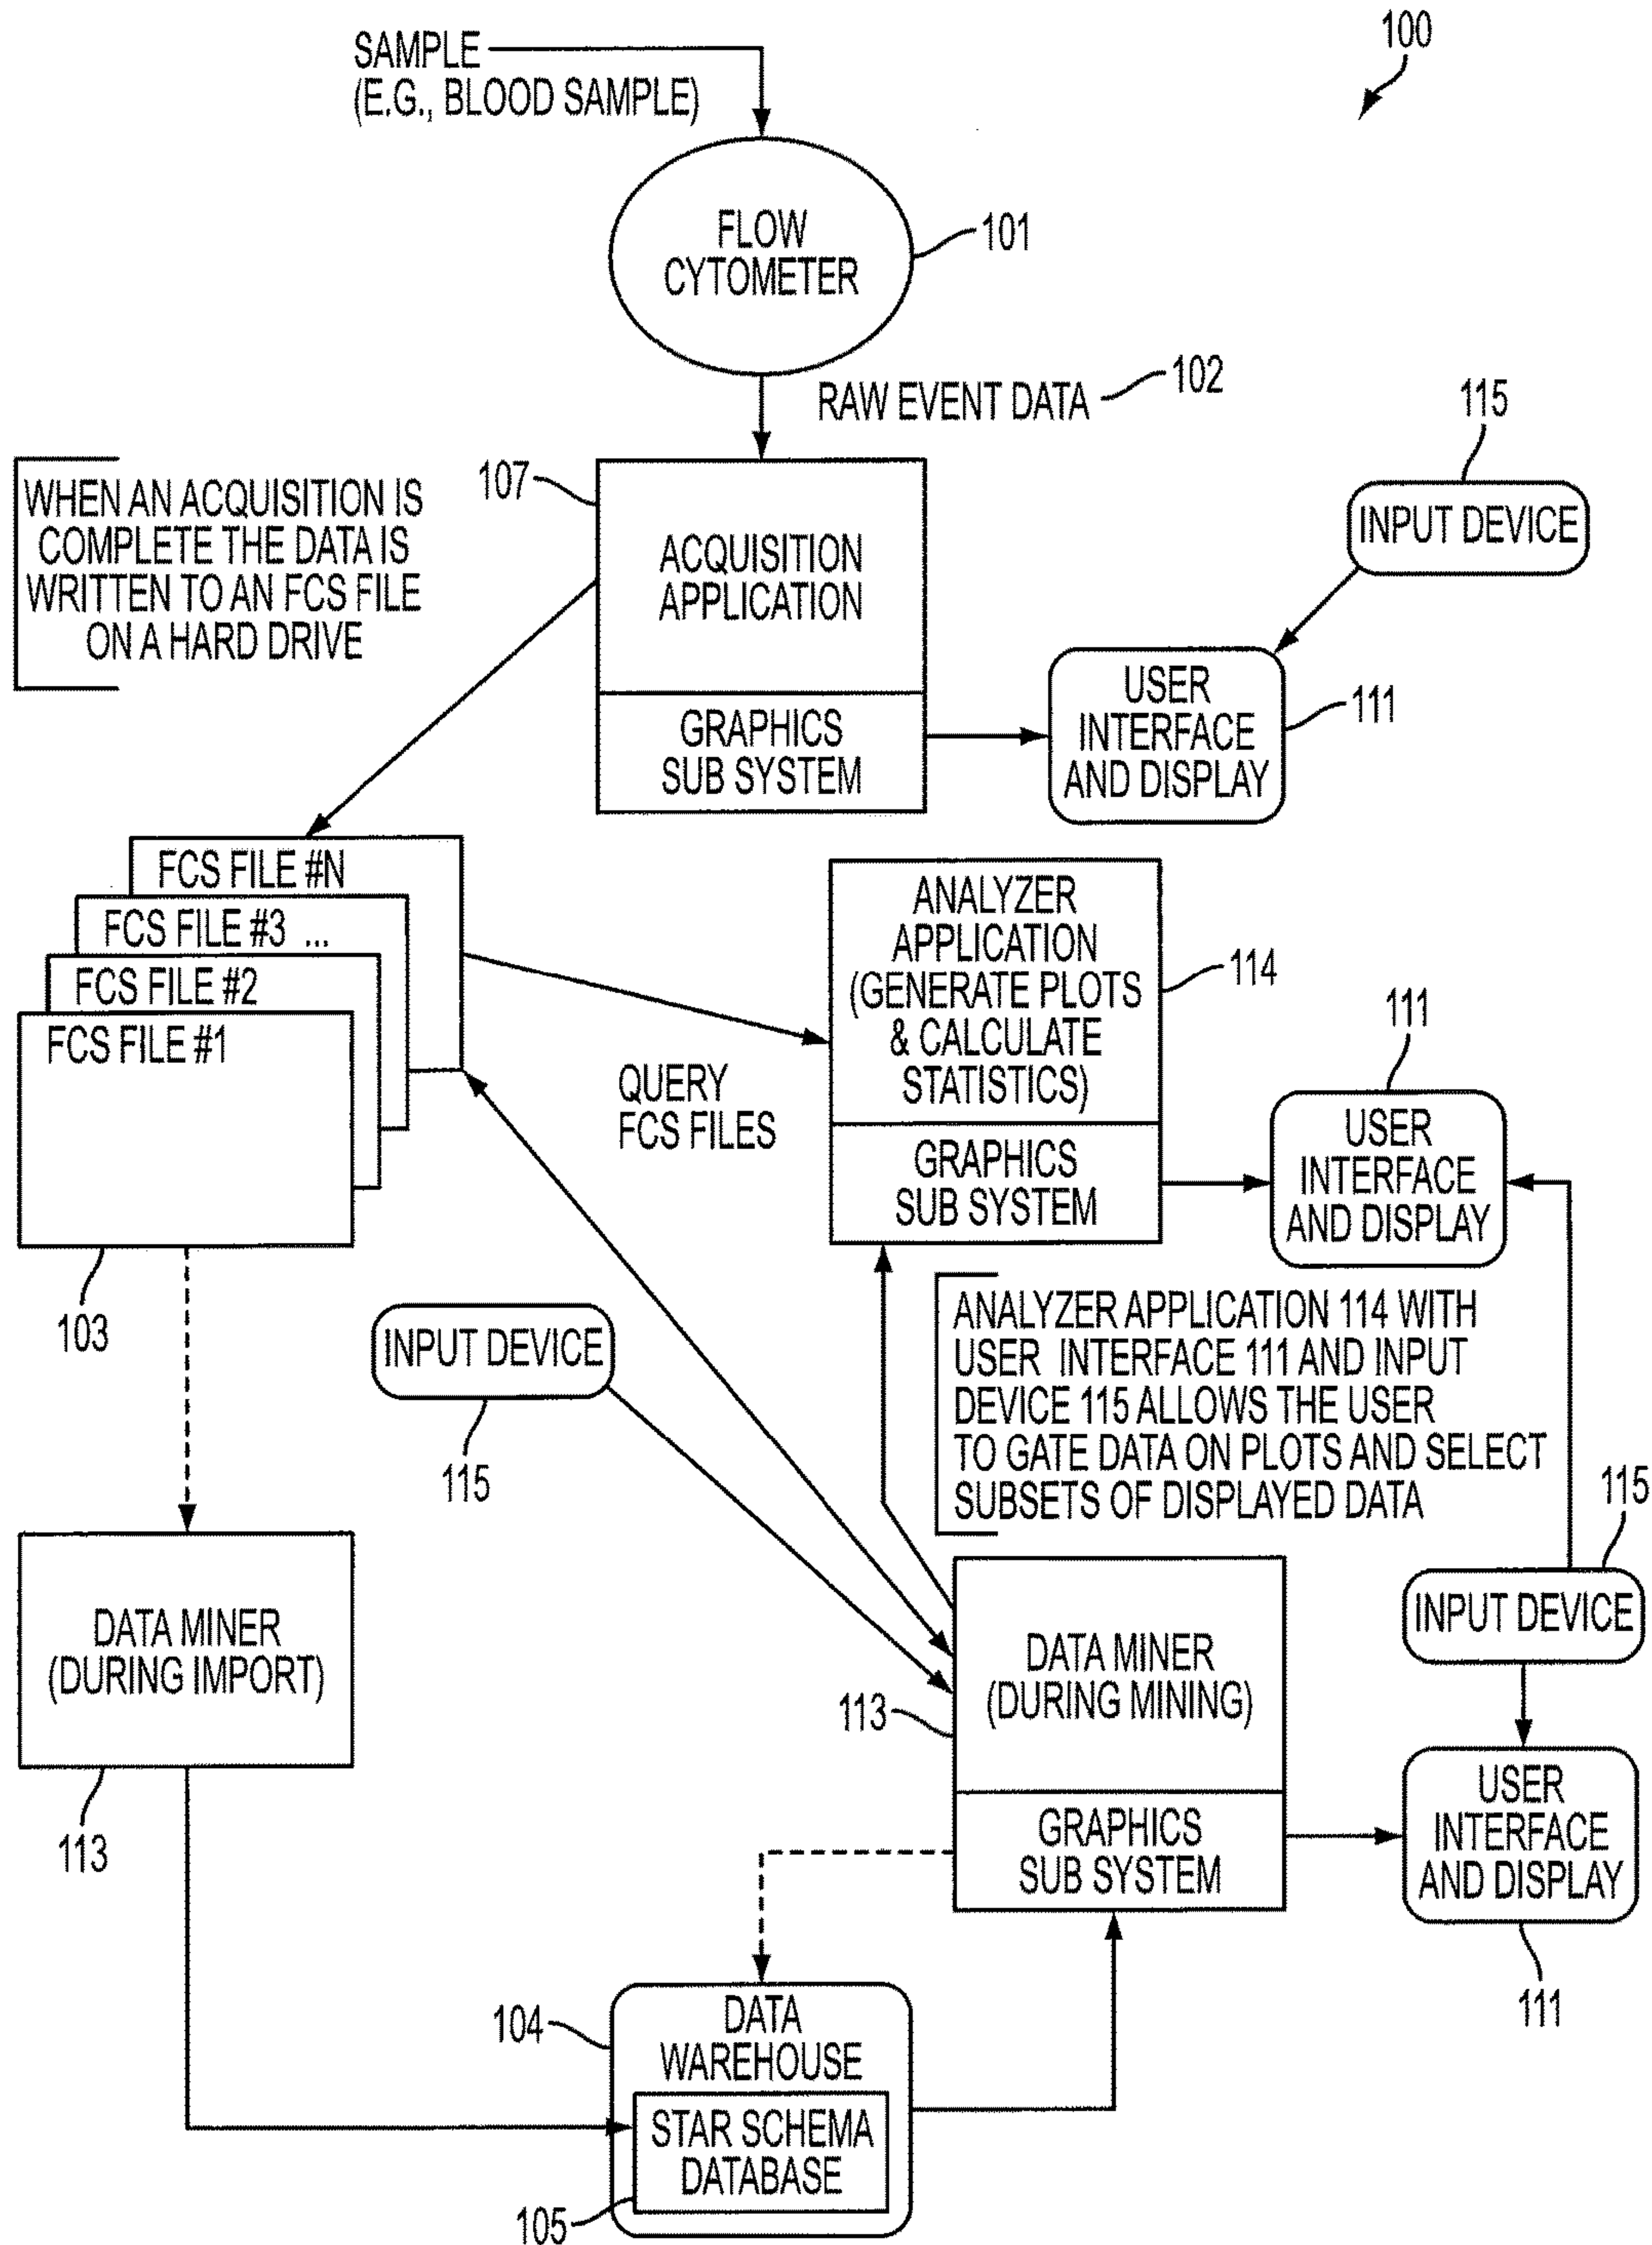 100
SAMPLE
(E.G., BLOOD SAMPLE)
FLOW
CYTOMETER
101
RAW EVENT DATA
102
115
INPUT DEVICE
WHEN AN ACQUISITION IS
COMPLETE THE DATA IS
WRITTEN TO AN FCS FILE
ON A HARD DRIVE
107
ACQUISITION
APPLICATION
GRAPHICS
SUB SYSTEM
USER
INTERFACE
AND DISPLAY
111
FCS FILE #N
FCS FILE #3 ...
FCS FILE #2
FCS FILE #1
103
QUERY
FCS FILES
ANALYZER
APPLICATION
(GENERATE PLOTS
& CALCULATE
STATISTICS)
114
GRAPHICS
SUB SYSTEM
111
USER
INTERFACE
AND DISPLAY
INPUT DEVICE
115
ANALYZER APPLICATION 114 WITH
USER INTERFACE 111 AND INPUT
DEVICE 115 ALLOWS THE USER
TO GATE DATA ON PLOTS AND SELECT
SUBSETS OF DISPLAYED DATA
115
INPUT DEVICE
DATA MINER
(DURING IMPORT)
113
DATA MINER
(DURING MINING)
113
GRAPHICS
SUB SYSTEM
USER
INTERFACE
AND DISPLAY
111
104
DATA
WAREHOUSE
STAR SCHEMA
DATABASE
105